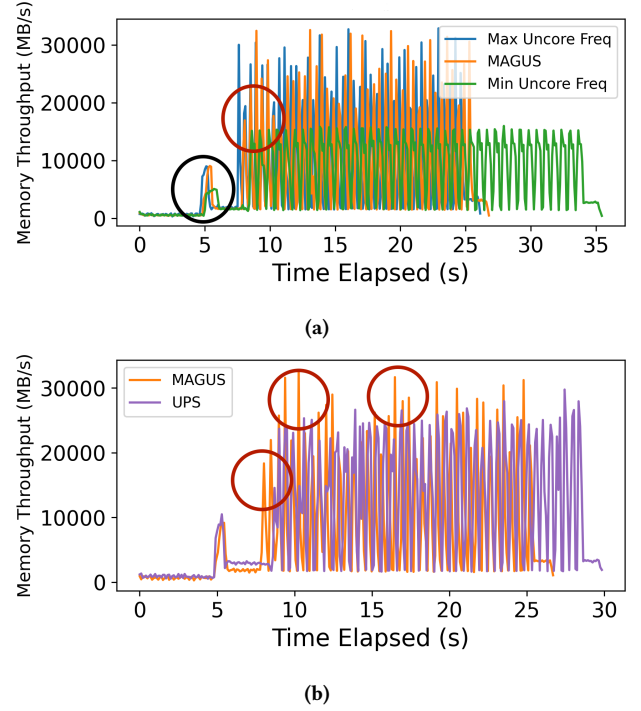 Memory Throughput (MB/s)
30000
20000
10000
0
Max Uncore Freq
MAGUS
Min Uncore Freq
0 5 10 15 20 25 30 35
Time Elapsed (s)
(a)
Memory Throughput (MB/s)
30000
20000
10000
0
MAGUS
UPS
0 5 10 15 20 25 30
Time Elapsed (s)
(b)